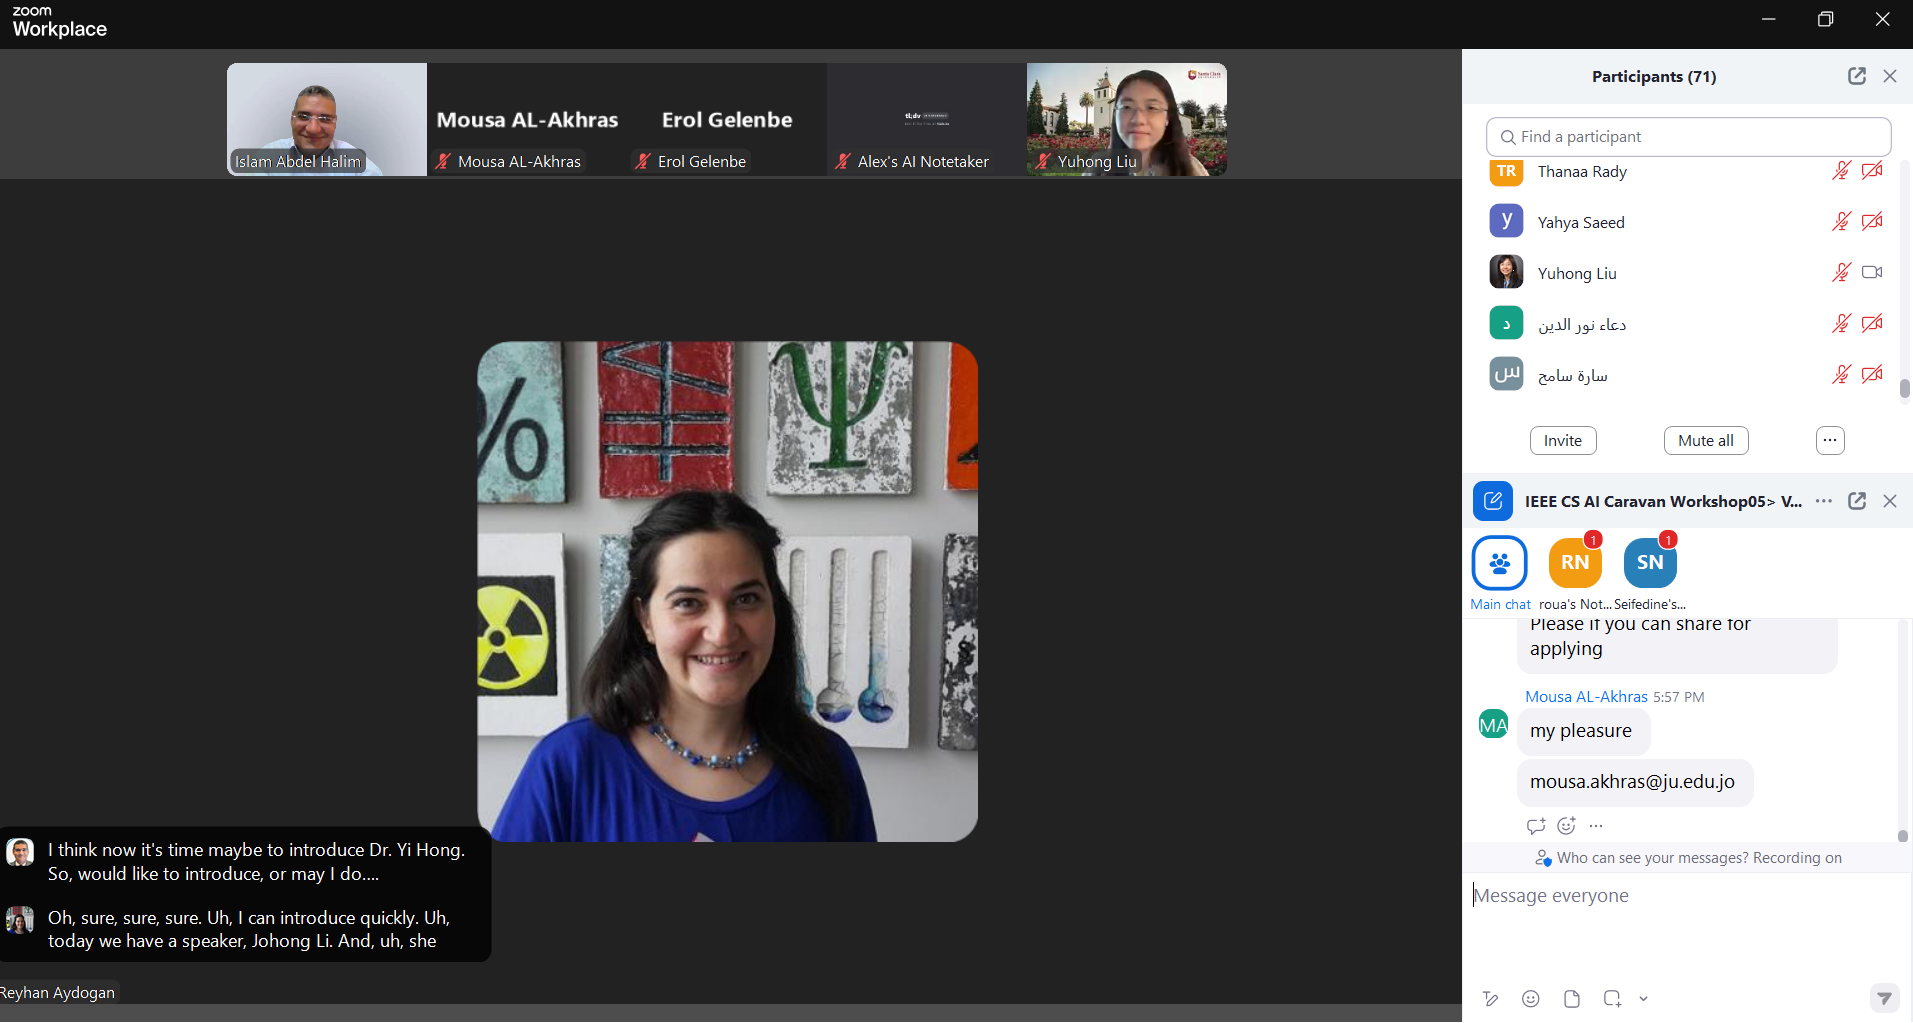 zoom
Workplace
Islam Abdel Halim
Mousa AL-Akhras
Mousa AL-Akhras
Erol Gelenbe
Erol Gelenbe
tl;dv
Alex's AI Notetaker
Santa Clara
Yuhong Liu
%
Ψ
I think now it's time maybe to introduce Dr. Yi Hong.
So, would like to introduce, or may I do....
Oh, sure, sure, sure. Uh, I can introduce quickly. Uh,
today we have a speaker, Johong Li. And, uh, she
Reyhan Aydogan
Participants (71)
Find a participant
TR Thanaa Rady
y Yahya Saeed
Yuhong Liu
د دعاء نور الدين
س سارة سامح
Invite Mute all ...
IEEE CS AI Caravan Workshop05> V... ...
1 1
RN SN
Main chat roua's Not... Seifedine's...
Please if you can share for
applying
Mousa AL-Akhras 5:57 PM
MA my pleasure
mousa.akhras@ju.edu.jo
Who can see your messages? Recording on
Message everyone